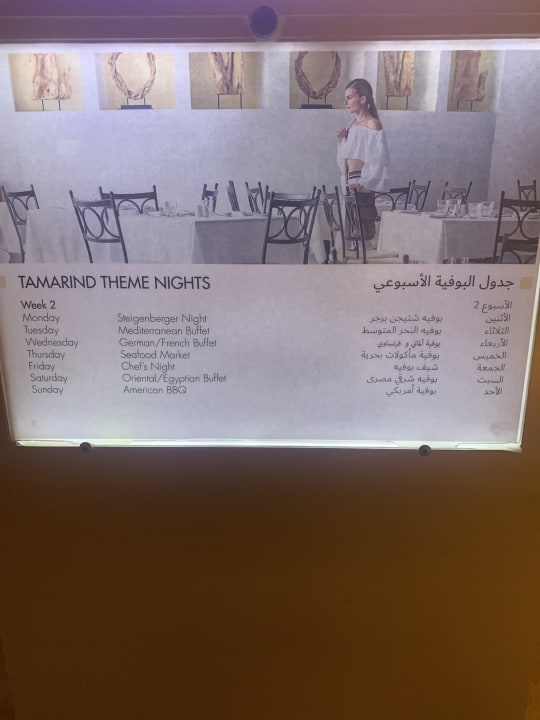 TAMARIND THEME NIGHTS جدول البوفية الأسبوعي
Week 2 الأسبوع 2
Monday Steigenberger Night بوفيه شتيجن برجر الأثنين
Tuesday Mediterranean Buffet بوفيه البحر المتوسط الثلاثاء
Wednesday German/French Buffet بوفية ألماني و فرنساوي الأربعاء
Thursday Seafood Market بوفية مأكولات بحرية الخميس
Friday Chef's Night شيف بوفيه الجمعة
Saturday Oriental/Egyptian Buffet بوفيه شرقي مصرى السبت
Sunday American BBQ بوفية أمريكي الأحد